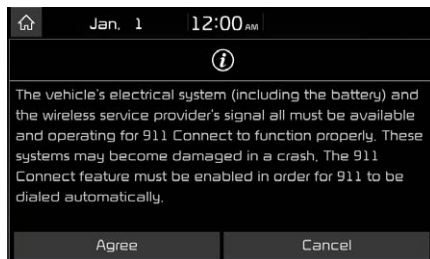 Jan. 1 12:00 AM
The vehicle's electrical system (including the battery) and
the wireless service provider's signal all must be available
and operating for 911 Connect to function properly. These
systems may become damaged in a crash. The 911
Connect feature must be enabled in order for 911 to be
dialed automatically.
Agree Cancel